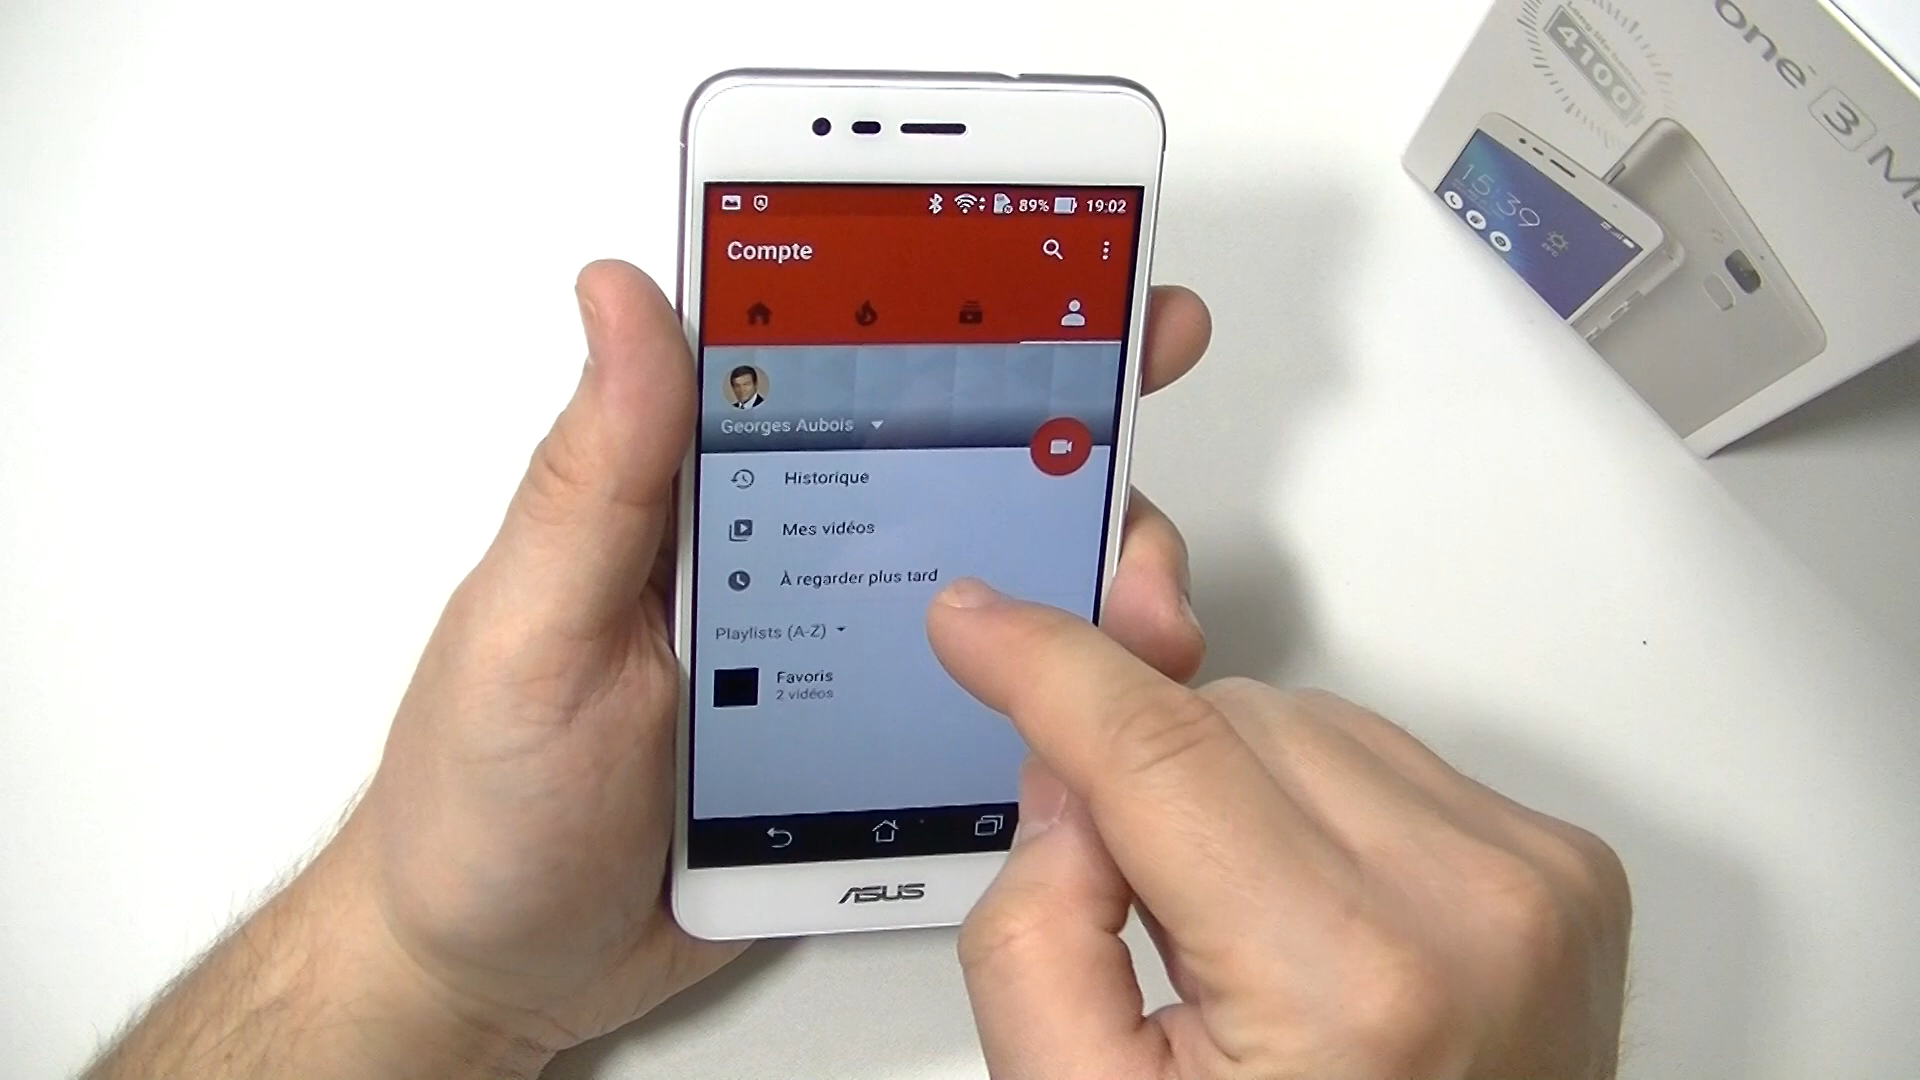 89% 19:02
Compte
Georges Aubois
Historique
Mes vidéos
À regarder plus tard
Playlists (A-Z)
Favoris
2 vidéos
ASUS
4100
one 3 M
15:39